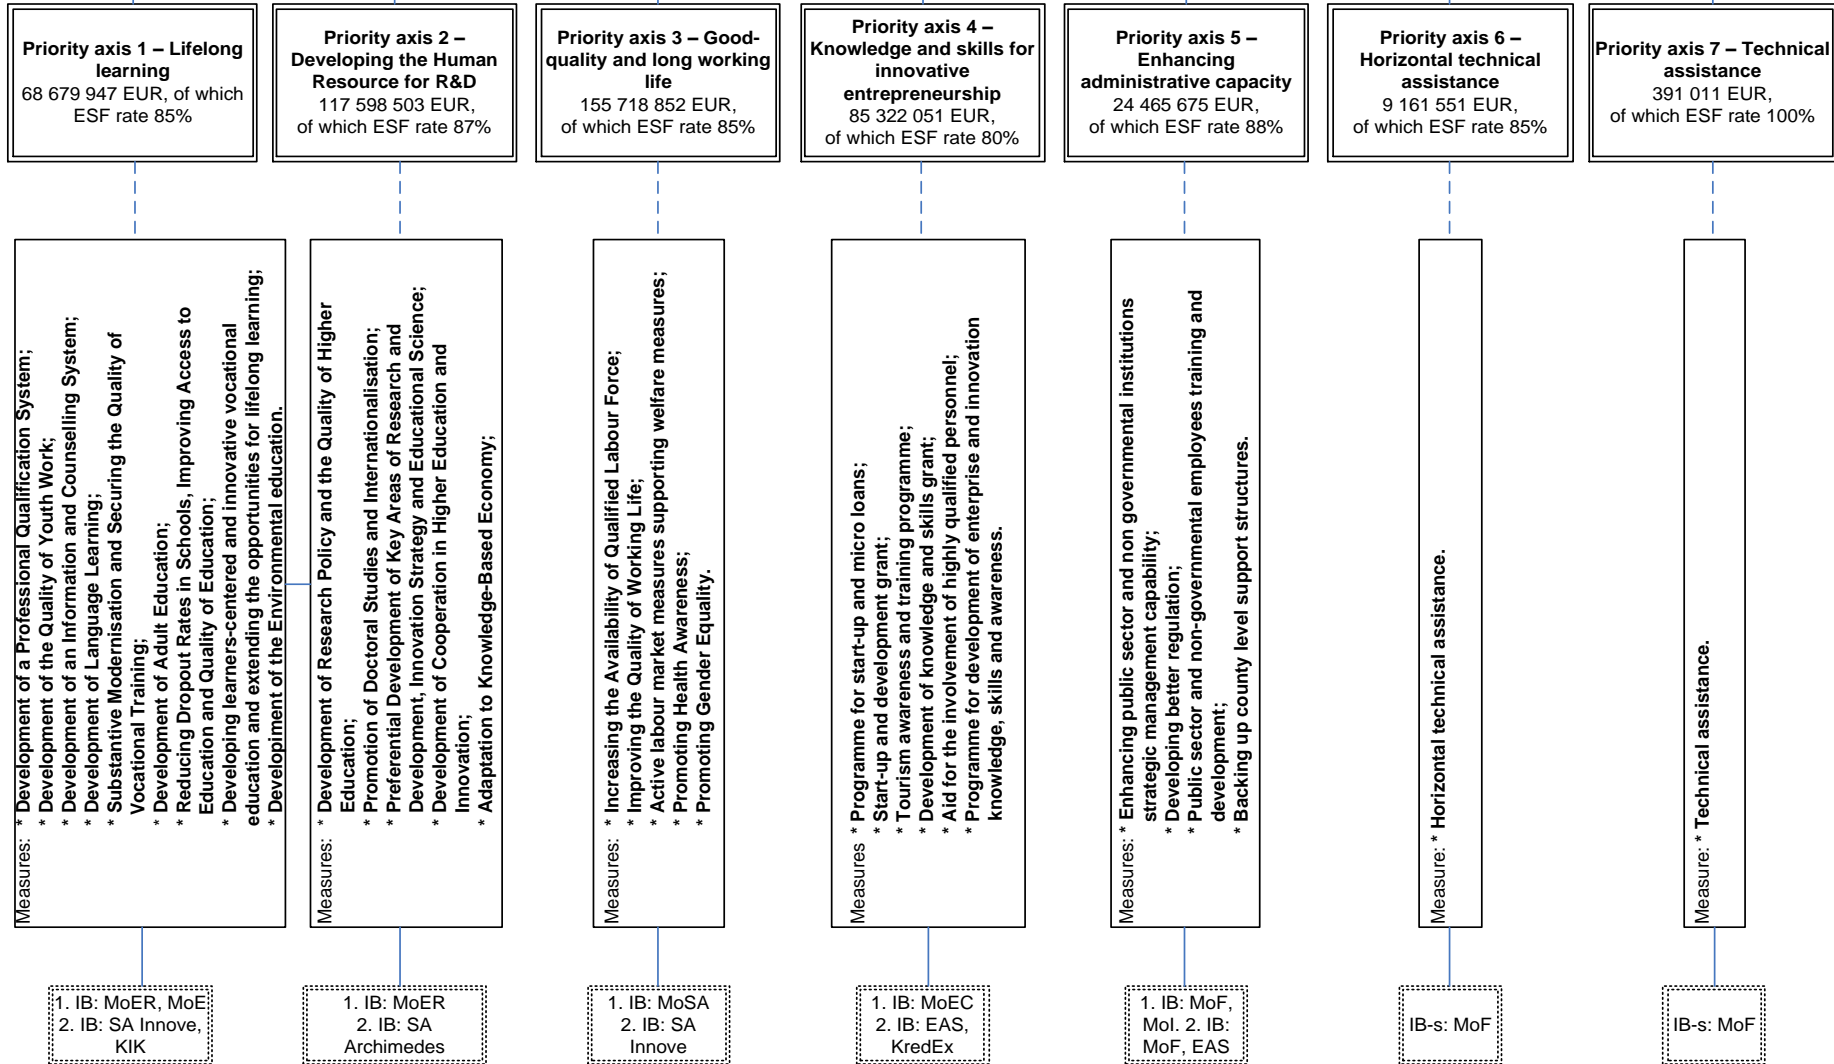 Priority axis 1 – Lifelong
learning
68 679 947 EUR, of which
ESF rate 85%
Priority axis 2 –
Developing the Human
Resource for R&D
117 598 503 EUR,
of which ESF rate 87%
Priority axis 3 – Good-
quality and long working
life
155 718 852 EUR,
of which ESF rate 85%
Priority axis 4 –
Knowledge and skills for
innovative
entrepreneurship
85 322 051 EUR,
of which ESF rate 80%
Priority axis 5 –
Enhancing
administrative capacity
24 465 675 EUR,
of which ESF rate 88%
Priority axis 6 –
Horizontal technical
assistance
9 161 551 EUR,
of which ESF rate 85%
Priority axis 7 – Technical
assistance
391 011 EUR,
of which ESF rate 100%
Measures: * Development of a Professional Qualification System;
* Development of the Quality of Youth Work;
* Development of an Information and Counselling System;
* Development of Language Learning;
* Substantive Modernisation and Securing the Quality of
Vocational Training;
* Development of Adult Education;
* Reducing Dropout Rates in Schools, Improving Access to
Education and Quality of Education;
* Developing learners-centered and innovative vocational
education and extending the opportunities for lifelong learning;
* Development of the Environmental education.
Measures: * Development of Research Policy and the Quality of Higher
Education;
* Promotion of Doctoral Studies and Internationalisation;
* Preferential Development of Key Areas of Research and
Development, Innovation Strategy and Educational Science;
* Development of Cooperation in Higher Education and
Innovation;
* Adaptation to Knowledge-Based Economy;
Measures: * Increasing the Availability of Qualified Labour Force;
* Improving the Quality of Working Life;
* Active labour market measures supporting welfare measures;
* Promoting Health Awareness;
* Promoting Gender Equality.
Measures * Programme for start-up and micro loans;
* Start-up and development grant;
* Tourism awareness and training programme;
* Development of knowledge and skills grant;
* Aid for the involvement of highly qualified personnel;
* Programme for development of enterprise and innovation
knowledge, skills and awareness.
Measures: * Enhancing public sector and non governmental institutions
strategic management capability;
* Developing better regulation;
* Public sector and non-governmental employees training and
development;
* Backing up county level support structures.
Measure: * Horizontal technical assistance.
Measure: * Technical assistance.
1. IB: MoER, MoE
2. IB: SA Innove,
KIK
1. IB: MoER
2. IB: SA
Archimedes
1. IB: MoSA
2. IB: SA
Innove
1. IB: MoEC
2. IB: EAS,
KredEx
1. IB: MoF,
MoI. 2. IB:
MoF, EAS
IB-s: MoF
IB-s: MoF